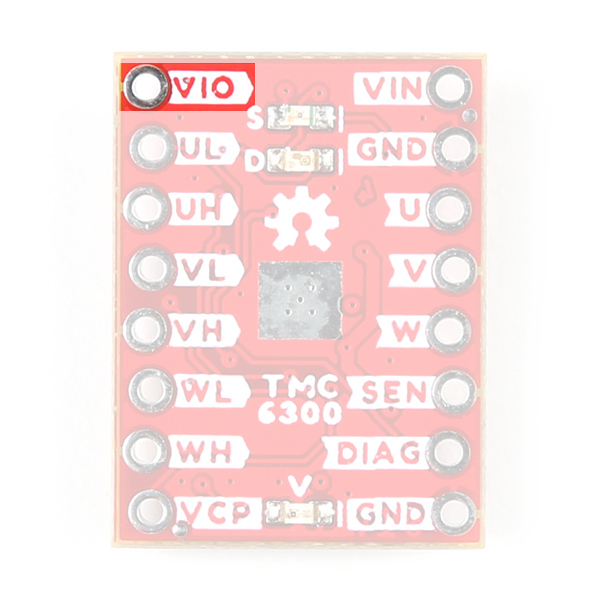 VIO VIN
S
UL GND
D
UH U
VL V
VH W
WL TMC SEN
6300
WH DIAG
V
VCP GND